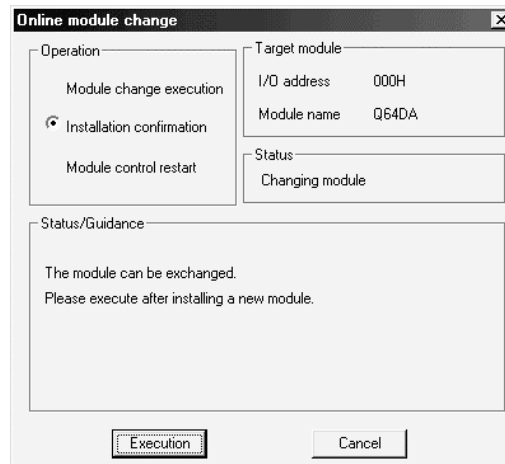 Online module change
Operation
Module change execution
Installation confirmation
Module control restart
Target module
I/O address 000H
Module name Q64DA
Status
Changing module
Status/Guidance
The module can be exchanged.
Please execute after installing a new module.
Execution
Cancel